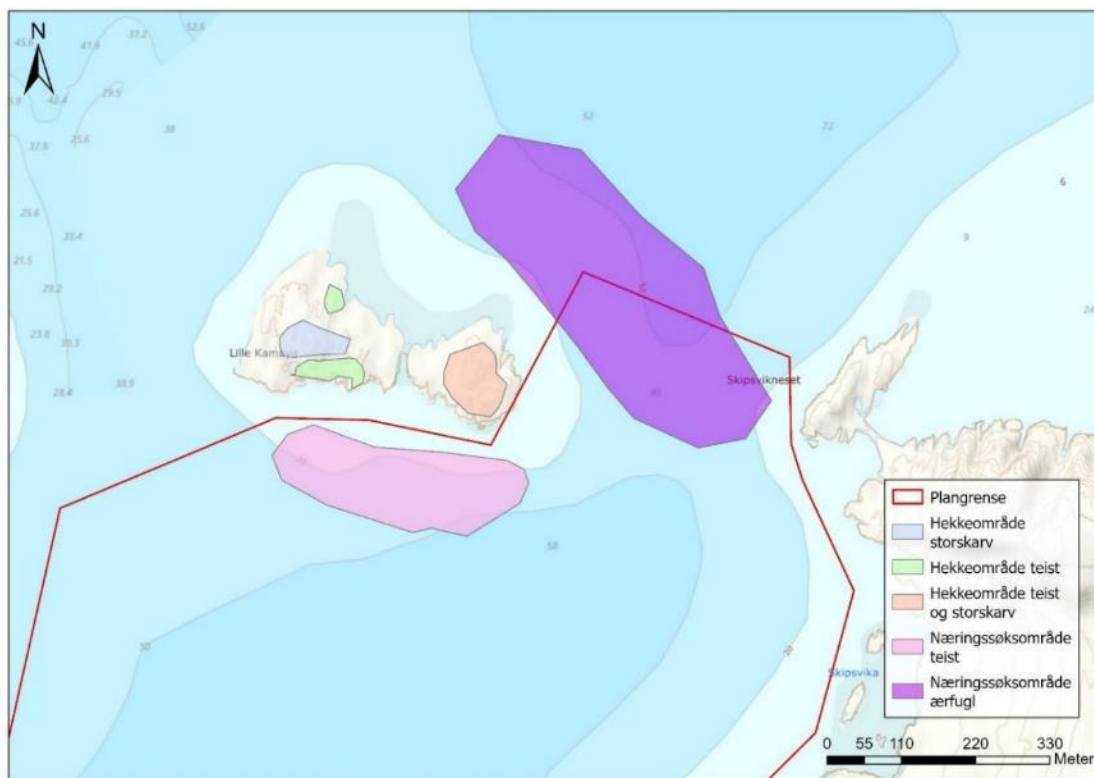 N
52.6
37.2
45.6
41.9
29.5
5.9
42.4
38
25.6
37.9
52
72
6
25.6
33.4
9
21.5
29.2
24
23.8
30.3
Lille Kamøya
28.4
38.9
Skipsvikneset
58
50
Skipsvika
Plangrense
Hekkeområde
storskarv
Hekkeområde teist
Hekkeområde teist
og storskarv
Næringssøksområde
teist
Næringssøksområde
ærfugl
0 55 110 220 330
Meter